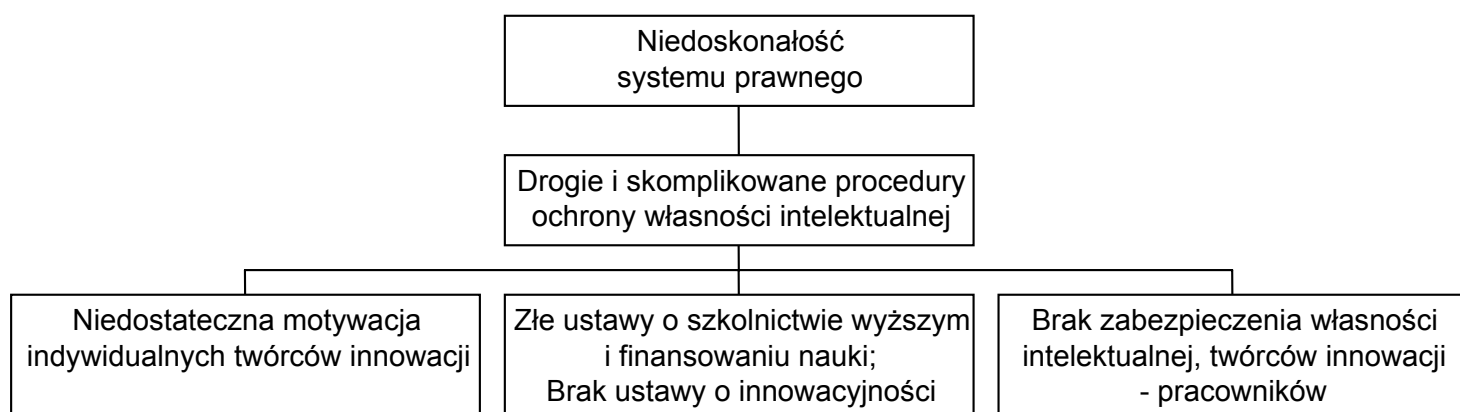 Niedoskonałość
systemu prawnego
Drogie i skomplikowane procedury
ochrony własności intelektualnej
Niedostateczna motywacja
indywidualnych twórców innowacji
Złe ustawy o szkolnictwie wyższym
i finansowaniu nauki;
Brak ustawy o innowacyjności
Brak zabezpieczenia własności
intelektualnej, twórców innowacji
- pracowników